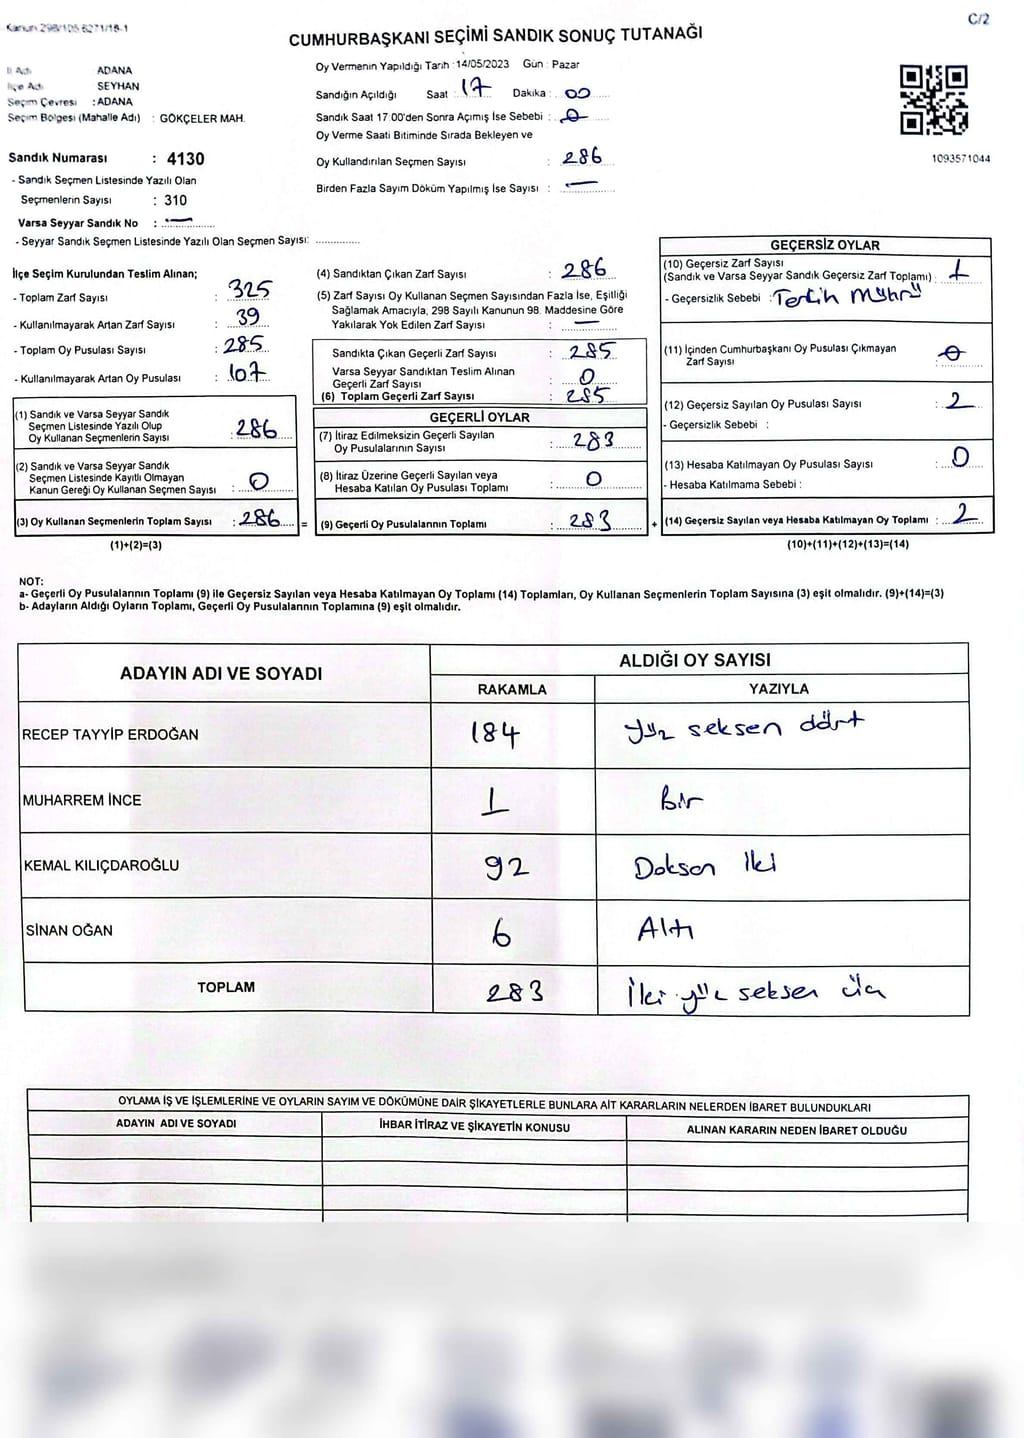 Kanun 298/105.6271/16-1
C/2
CUMHURBAŞKANI SEÇİMİ SANDIK SONUÇ TUTANAĞI
İl Adı ADANA
İlçe Adı SEYHAN
Seçim Çevresi : ADANA
Seçim Bölgesi (Mahalle Adı) : GÖKÇELER MAH.
Sandık Numarası : 4130
- Sandık Seçmen Listesinde Yazılı Olan
Seçmenlerin Sayısı : 310
Varsa Seyyar Sandık No : —
- Seyyar Sandık Seçmen Listesinde Yazılı Olan Seçmen Sayısı: ..............
Oy Vermenin Yapıldığı Tarih : 14/05/2023 Gün : Pazar
Sandığın Açıldığı Saat : 17 Dakika : 00
Sandık Saat 17:00'den Sonra Açımış İse Sebebi : 0
Oy Verme Saati Bitiminde Sırada Bekleyen ve
Oy Kullandırılan Seçmen Sayısı : 286
Birden Fazla Sayım Döküm Yapılmış İse Sayısı : —
1093571044
İlçe Seçim Kurulundan Teslim Alınan;
- Toplam Zarf Sayısı : 325
- Kullanılmayarak Artan Zarf Sayısı : 39
- Toplam Oy Pusulası Sayısı : 285
- Kullanılmayarak Artan Oy Pusulası : 107
(1) Sandık ve Varsa Seyyar Sandık
Seçmen Listesinde Yazılı Olup
Oy Kullanan Seçmenlerin Sayısı : 286
(2) Sandık ve Varsa Seyyar Sandık
Seçmen Listesinde Kayıtlı Olmayan
Kanun Gereği Oy Kullanan Seçmen Sayısı : 0
(3) Oy Kullanan Seçmenlerin Toplam Sayısı : 286 =
(1)+(2)=(3)
(4) Sandıktan Çıkan Zarf Sayısı : 286
(5) Zarf Sayısı Oy Kullanan Seçmen Sayısından Fazla İse, Eşitliği
Sağlamak Amacıyla, 298 Sayılı Kanunun 98. Maddesine Göre
Yakılarak Yok Edilen Zarf Sayısı : —
Sandıkta Çıkan Geçerli Zarf Sayısı : 285
Varsa Seyyar Sandıktan Teslim Alınan
Geçerli Zarf Sayısı : 0
(6) Toplam Geçerli Zarf Sayısı : 285
GEÇERLİ OYLAR
(7) İtiraz Edilmeksizin Geçerli Sayılan
Oy Pusulalarının Sayısı : 283
(8) İtiraz Üzerine Geçerli Sayılan veya
Hesaba Katılan Oy Pusulası Toplamı : 0
(9) Geçerli Oy Pusulalarının Toplamı : 283 +
GEÇERSİZ OYLAR
(10) Geçersiz Zarf Sayısı
(Sandık ve Varsa Seyyar Sandık Geçersiz Zarf Toplamı) : 1
- Geçersizlik Sebebi : Tercih Mührü
(11) İçinden Cumhurbaşkanı Oy Pusulası Çıkmayan
Zarf Sayısı : 0
(12) Geçersiz Sayılan Oy Pusulası Sayısı : 2
- Geçersizlik Sebebi :
(13) Hesaba Katılmayan Oy Pusulası Sayısı : 0
- Hesaba Katılmama Sebebi :
(14) Geçersiz Sayılan veya Hesaba Katılmayan Oy Toplamı : 2
(10)+(11)+(12)+(13)=(14)
NOT:
a- Geçerli Oy Pusulalarının Toplamı (9) ile Geçersiz Sayılan veya Hesaba Katılmayan Oy Toplamı (14) Toplamları, Oy Kullanan Seçmenlerin Toplam Sayısına (3) eşit olmalıdır. (9)+(14)=(3)
b- Adayların Aldığı Oyların Toplamı, Geçerli Oy Pusulalarının Toplamına (9) eşit olmalıdır.
ADAYIN ADI VE SOYADI ALDIĞI OY SAYISI
RAKAMLA YAZIYLA
RECEP TAYYİP ERDOĞAN 184 yüz seksen dört
MUHARREM İNCE 1 Bir
KEMAL KILIÇDAROĞLU 92 Doksan iki
SİNAN OĞAN 6 Altı
TOPLAM 283 İki yüz seksen üç
OYLAMA İŞ VE İŞLEMLERİNE VE OYLARIN SAYIM VE DÖKÜMÜNE DAİR ŞİKAYETLERLE BUNLARA AİT KARARLARIN NELERDEN İBARET BULUNDUKLARI
ADAYIN ADI VE SOYADI İHBAR İTİRAZ VE ŞİKAYETİN KONUSU ALINAN KARARIN NEDEN İBARET OLDUĞU